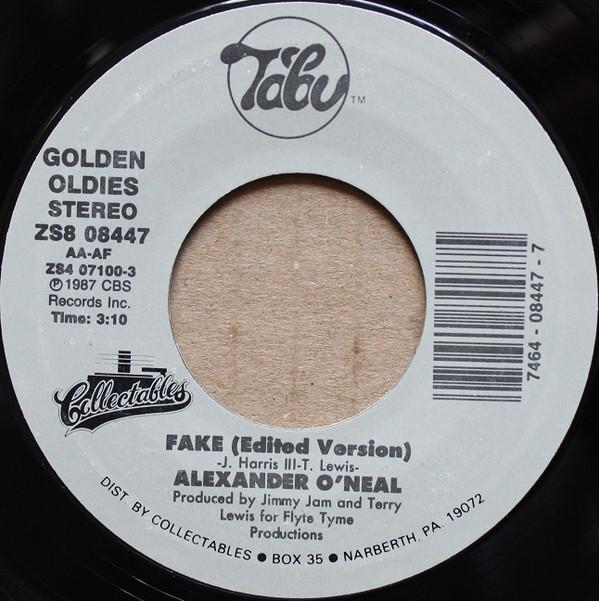 Tabu TM
GOLDEN
OLDIES
STEREO
ZS8 08447
AA-AF
ZS4 07100-3
℗ 1987 CBS
Records Inc.
Time: 3:10
7464 - 08447 - 7
Collectables
FAKE (Edited Version)
-J. Harris III-T. Lewis-
ALEXANDER O'NEAL
Produced by Jimmy Jam and Terry
Lewis for Flyte Tyme
Productions
DIST. BY COLLECTABLES ● BOX 35 ● NARBERTH, PA. 19072